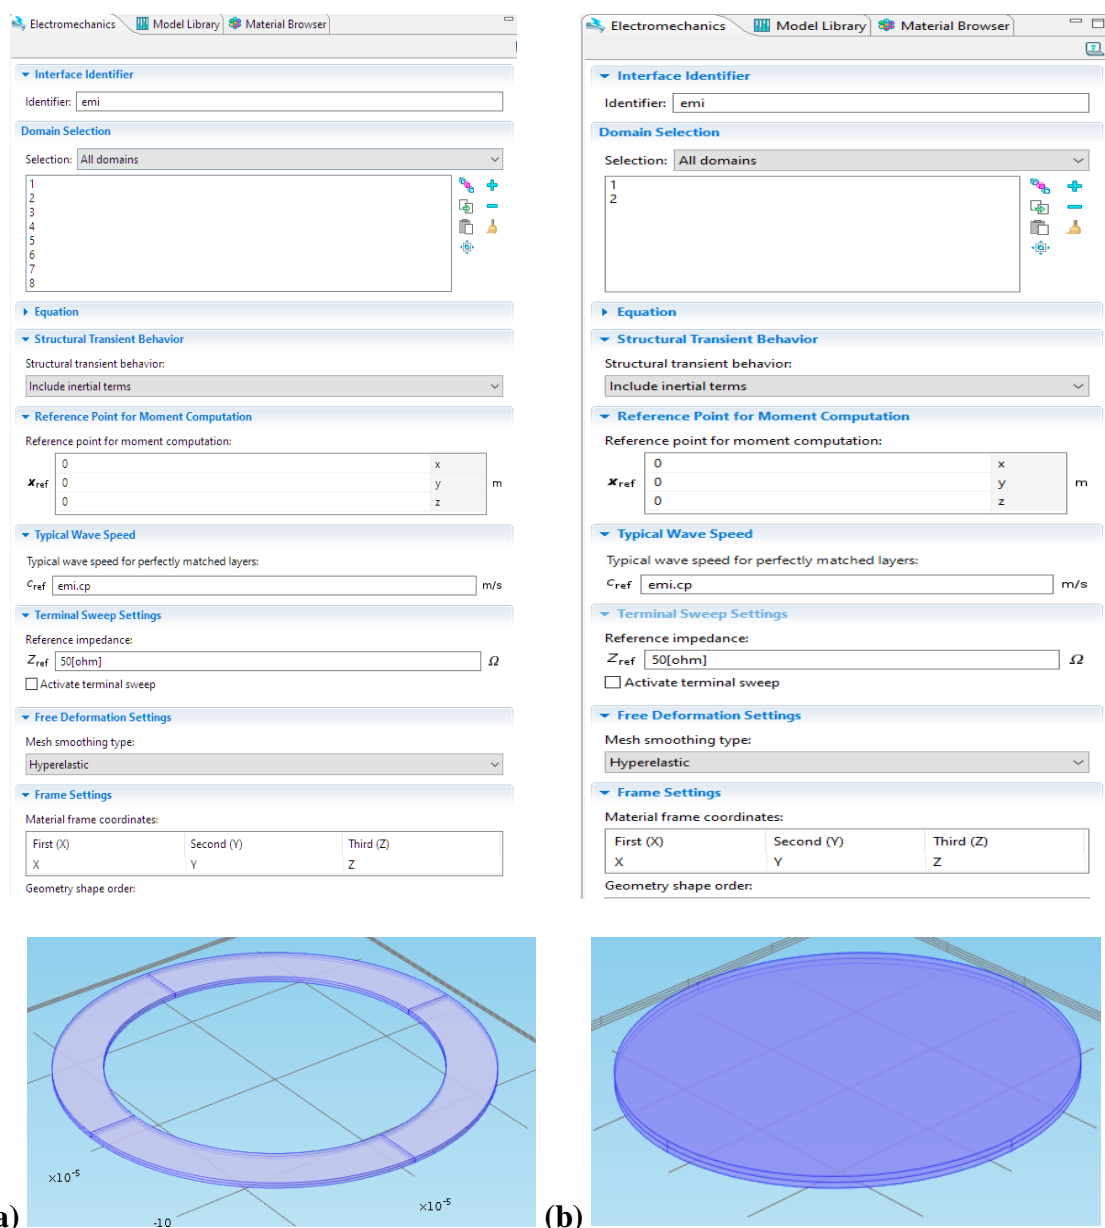 Electromechanics Model Library Material Browser
Interface Identifier
Identifier: emi
Domain Selection
Selection: All domains
1
2
3
4
5
6
7
8
Equation
Structural Transient Behavior
Structural transient behavior:
Include inertial terms
Reference Point for Moment Computation
Reference point for moment computation:
0 x
xref 0 y m
0 z
Typical Wave Speed
Typical wave speed for perfectly matched layers:
cref emi.cp m/s
Terminal Sweep Settings
Reference impedance:
Zref 50[ohm] Ω
Activate terminal sweep
Free Deformation Settings
Mesh smoothing type:
Hyperelastic
Frame Settings
Material frame coordinates:
First (X) Second (Y) Third (Z)
X Y Z
Geometry shape order:
Electromechanics Model Library Material Browser
Interface Identifier
Identifier: emi
Domain Selection
Selection: All domains
1
2
Equation
Structural Transient Behavior
Structural transient behavior:
Include inertial terms
Reference Point for Moment Computation
Reference point for moment computation:
0 x
xref 0 y m
0 z
Typical Wave Speed
Typical wave speed for perfectly matched layers:
cref emi.cp m/s
Terminal Sweep Settings
Reference impedance:
Zref 50[ohm] Ω
Activate terminal sweep
Free Deformation Settings
Mesh smoothing type:
Hyperelastic
Frame Settings
Material frame coordinates:
First (X) Second (Y) Third (Z)
X Y Z
Geometry shape order:
×10⁻⁵
×10⁻⁵
-10
a) (b)